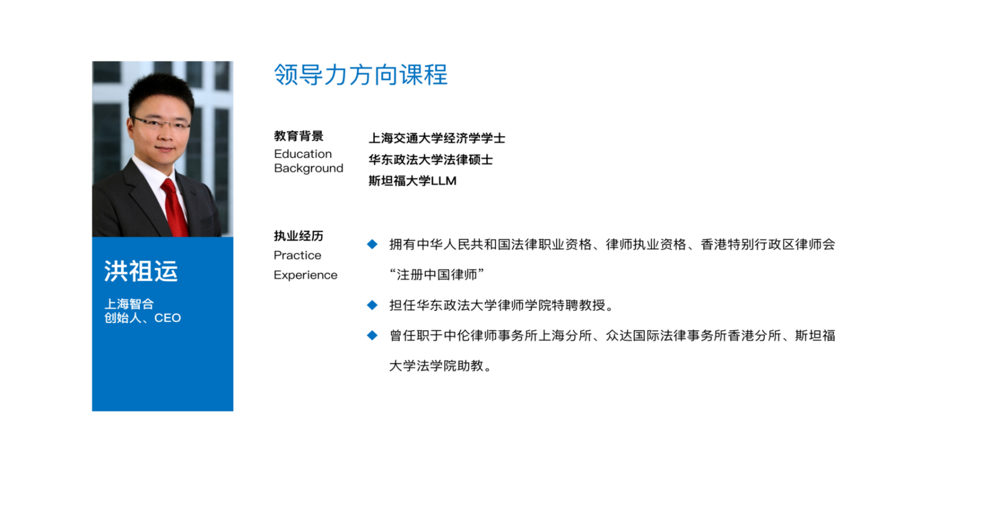 领导力方向课程
洪祖运
上海智合
创始人、CEO
教育背景
Education
Background
上海交通大学经济学学士
华东政法大学法律硕士
斯坦福大学LLM
执业经历
Practice
Experience
拥有中华人民共和国法律职业资格、律师执业资格、香港特别行政区律师会
“注册中国律师”
担任华东政法大学律师学院特聘教授。
曾任职于中伦律师事务所上海分所、众达国际法律事务所香港分所、斯坦福
大学法学院助教。